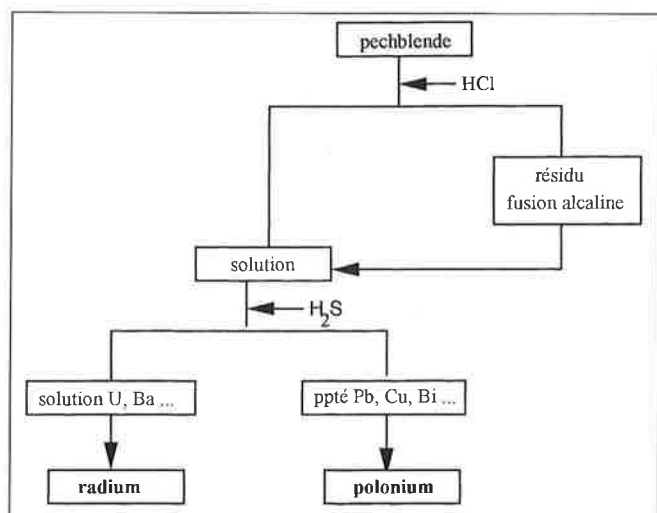 pechblende
HCl
résidu
fusion alcaline
solution
H₂S
solution U, Ba ...
ppté Pb, Cu, Bi ...
radium
polonium